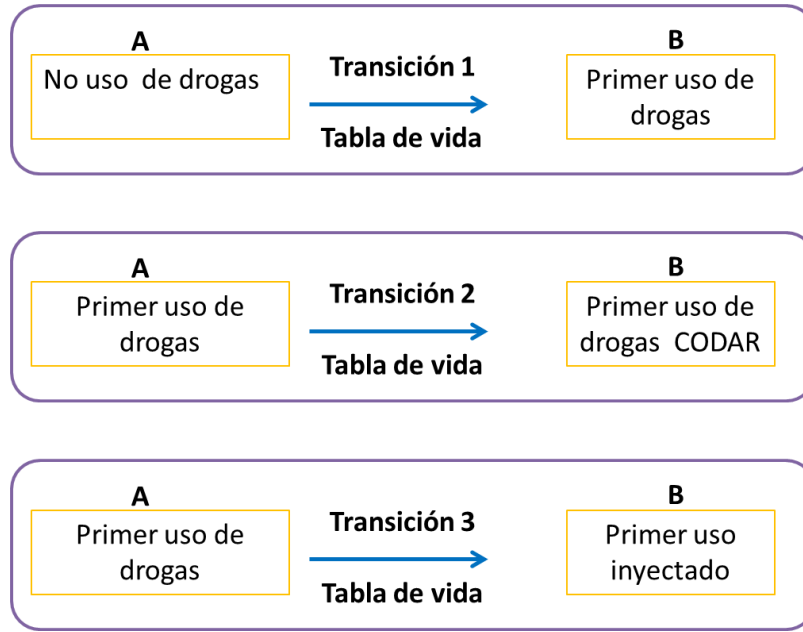 A
B
No uso de drogas
Transición 1
Primer uso de
drogas
Tabla de vida
A
B
Primer uso de
drogas
Transición 2
Primer uso de
drogas CODAR
Tabla de vida
A
B
Primer uso de
drogas
Transición 3
Primer uso
inyectado
Tabla de vida